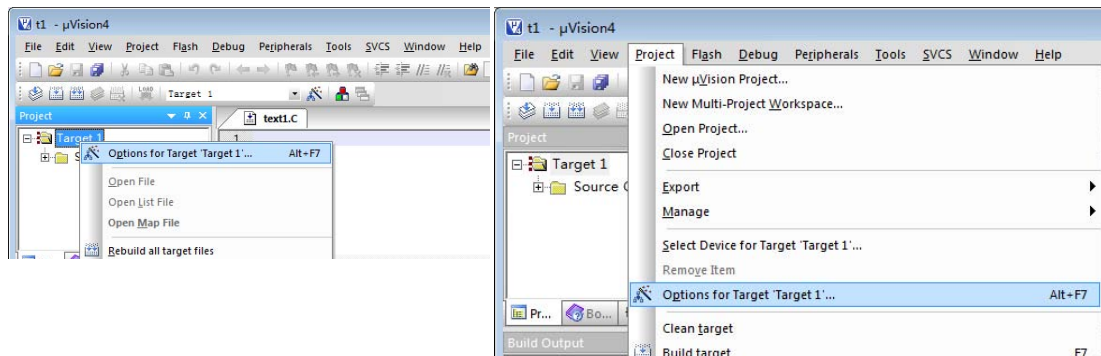 t1 - µVision4
File Edit View Project Flash Debug Peripherals Tools SVCS Window Help
LOAD Target 1
Project
text1.C
Target 1
1
S
Options for Target 'Target 1'... Alt+F7
Open File
Open List File
Open Map File
Rebuild all target files
t1 - µVision4
File Edit View Project Flash Debug Peripherals Tools SVCS Window Help
New µVision Project...
New Multi-Project Workspace...
Open Project...
Close Project
Project
Target 1
Source G
Export
Manage
Select Device for Target 'Target 1'...
Remove Item
Options for Target 'Target 1'... Alt+F7
Pr... Bo...
Clean target
Build Output
Build target F7